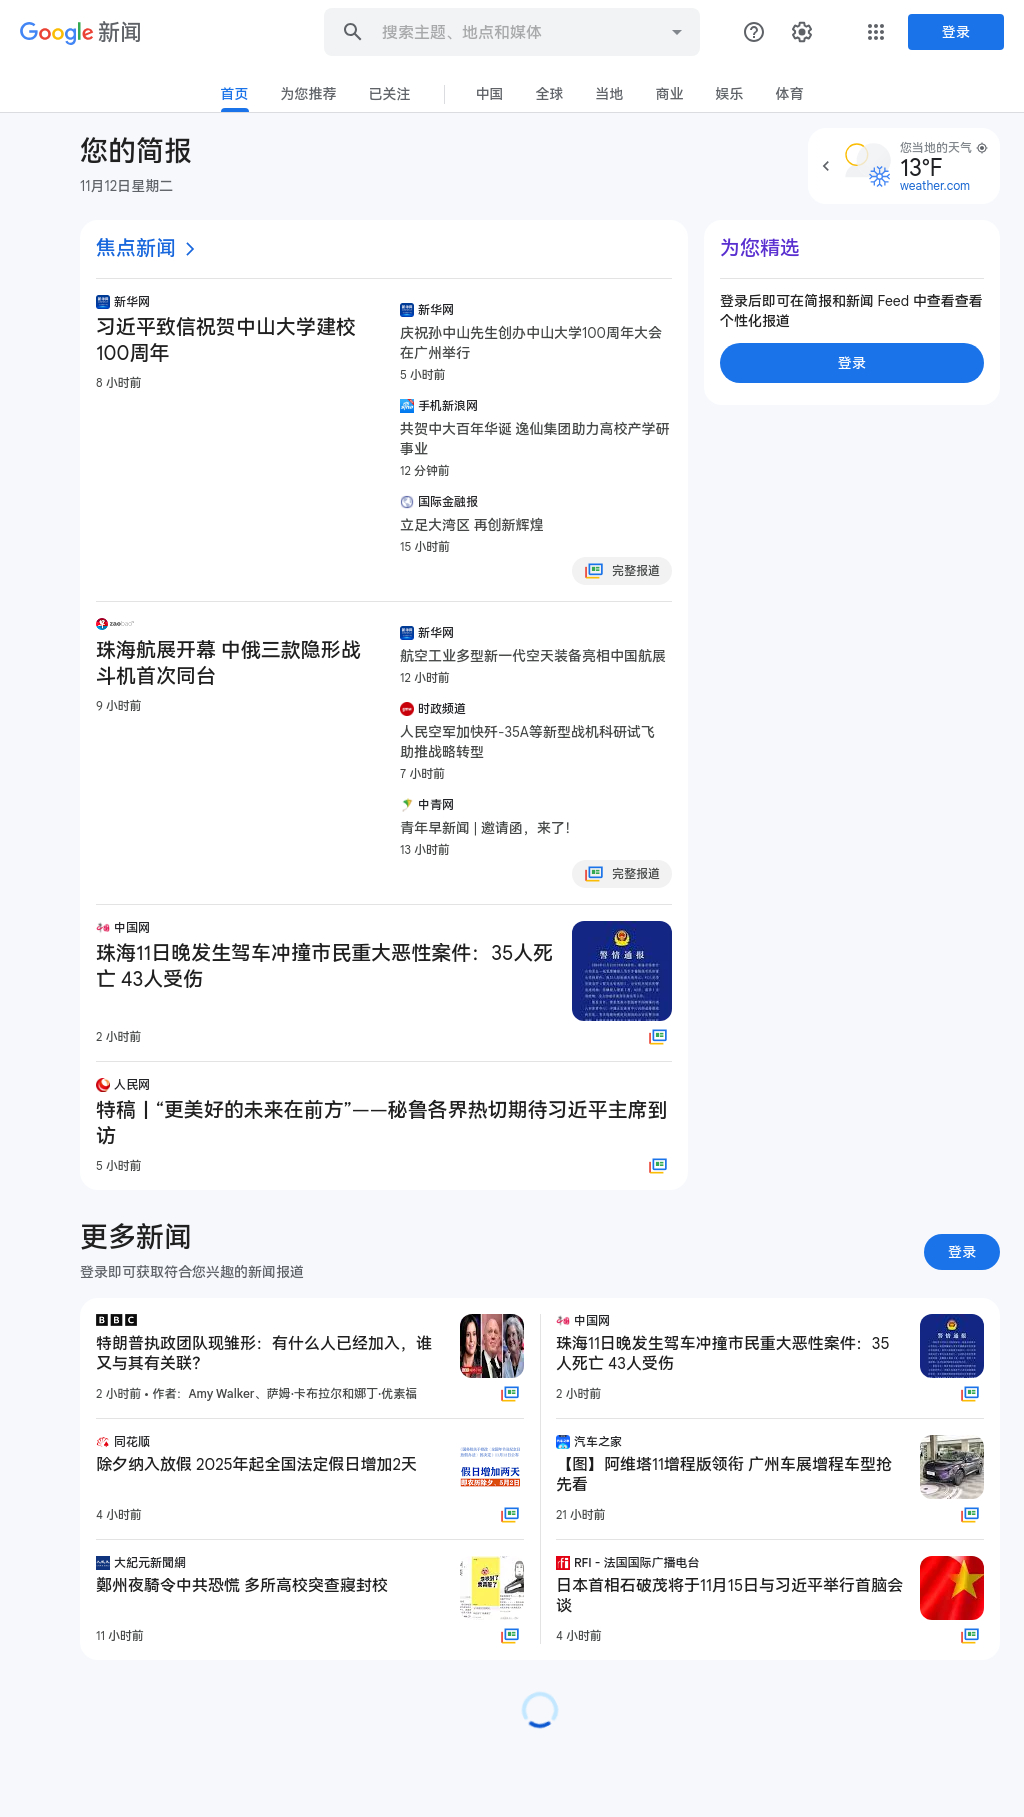 Google 新闻
搜索主题、地点和媒体
登录
首页
为您推荐
已关注
中国
全球
当地
商业
娱乐
体育
您的简报
11月12日星期二
您当地的天气
13°F
weather.com
焦点新闻
新华网
习近平致信祝贺中山大学建校
100周年
8 小时前
新华网
庆祝孙中山先生创办中山大学100周年大会
在广州举行
5 小时前
手机新浪网
共贺中大百年华诞 逸仙集团助力高校产学研
事业
12 分钟前
国际金融报
立足大湾区 再创新辉煌
15 小时前
完整报道
zaobao
珠海航展开幕 中俄三款隐形战
斗机首次同台
9 小时前
新华网
航空工业多型新一代空天装备亮相中国航展
12 小时前
时政频道
人民空军加快歼-35A等新型战机科研试飞
助推战略转型
7 小时前
中青网
青年早新闻 | 邀请函，来了！
13 小时前
完整报道
中国网
珠海11日晚发生驾车冲撞市民重大恶性案件：35人死
亡 43人受伤
警情通报
2 小时前
人民网
特稿丨“更美好的未来在前方”——秘鲁各界热切期待习近平主席到
访
5 小时前
为您精选
登录后即可在简报和新闻 Feed 中查看查看
个性化报道
登录
更多新闻
登录即可获取符合您兴趣的新闻报道
登录
BBC
特朗普执政团队现雏形：有什么人已经加入，谁
又与其有关联？
2 小时前 • 作者：Amy Walker、萨姆·卡布拉尔和娜丁·优素福
同花顺
除夕纳入放假 2025年起全国法定假日增加2天
假日增加两天
4 小时前
大紀元新聞網
鄭州夜騎令中共恐慌 多所高校突查寢封校
11 小时前
中国网
珠海11日晚发生驾车冲撞市民重大恶性案件：35
人死亡 43人受伤
警情通报
2 小时前
汽车之家
【图】阿维塔11增程版领衔 广州车展增程车型抢
先看
21 小时前
RFI - 法国国际广播电台
日本首相石破茂将于11月15日与习近平举行首脑会
谈
4 小时前